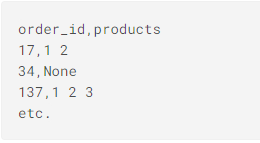 order_id,products
17,1 2
34,None
137,1 2 3
etc.